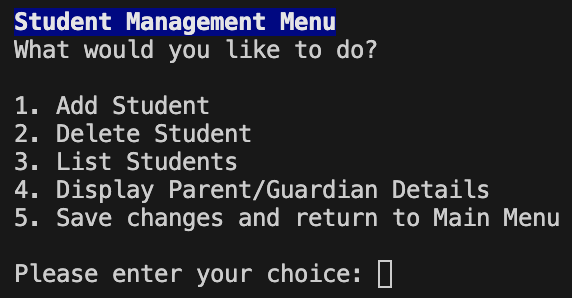 Student Management Menu
What would you like to do?
1. Add Student
2. Delete Student
3. List Students
4. Display Parent/Guardian Details
5. Save changes and return to Main Menu
Please enter your choice: